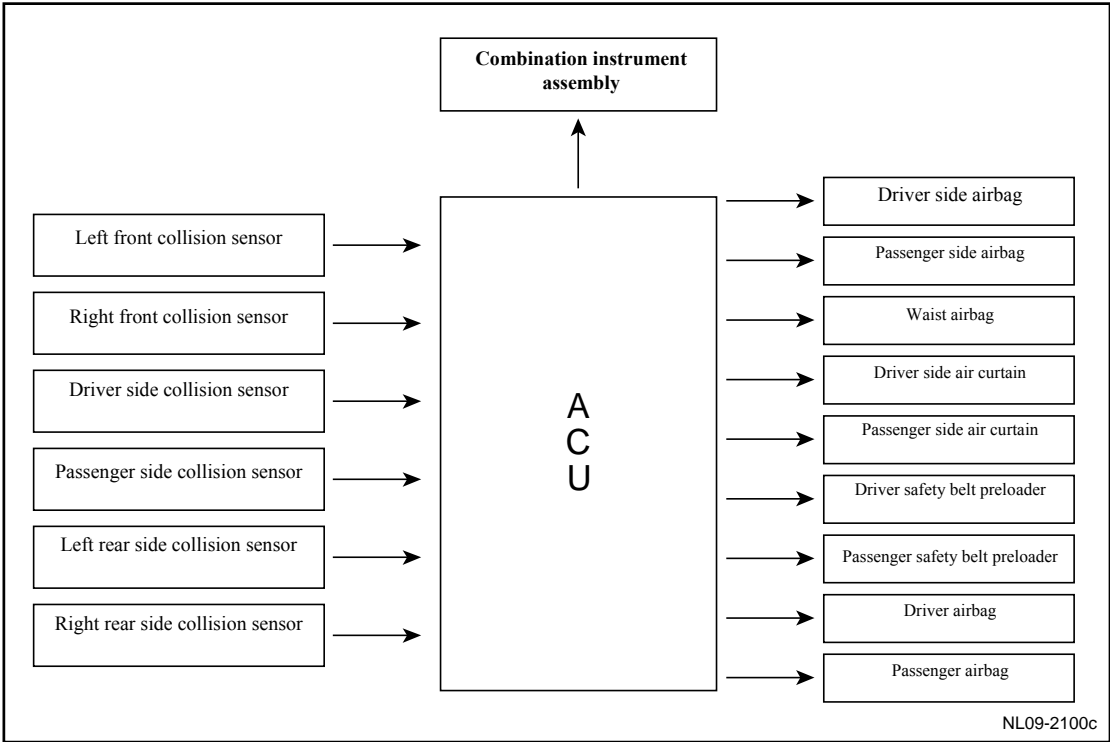 Combination instrument
assembly
Left front collision sensor
Right front collision sensor
Driver side collision sensor
Passenger side collision sensor
Left rear side collision sensor
Right rear side collision sensor
A
C
U
Driver side airbag
Passenger side airbag
Waist airbag
Driver side air curtain
Passenger side air curtain
Driver safety belt preloader
Passenger safety belt preloader
Driver airbag
Passenger airbag
NL09-2100c